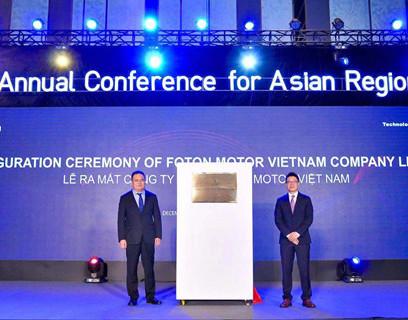 Annual Conference for Asian Regio
Technolo
GURATION CEREMONY OF FOTON MOTOR VIETNAM COMPANY L
LỄ RA MẮT CÔNG TY MOTOR VIỆT NAM
DECEM